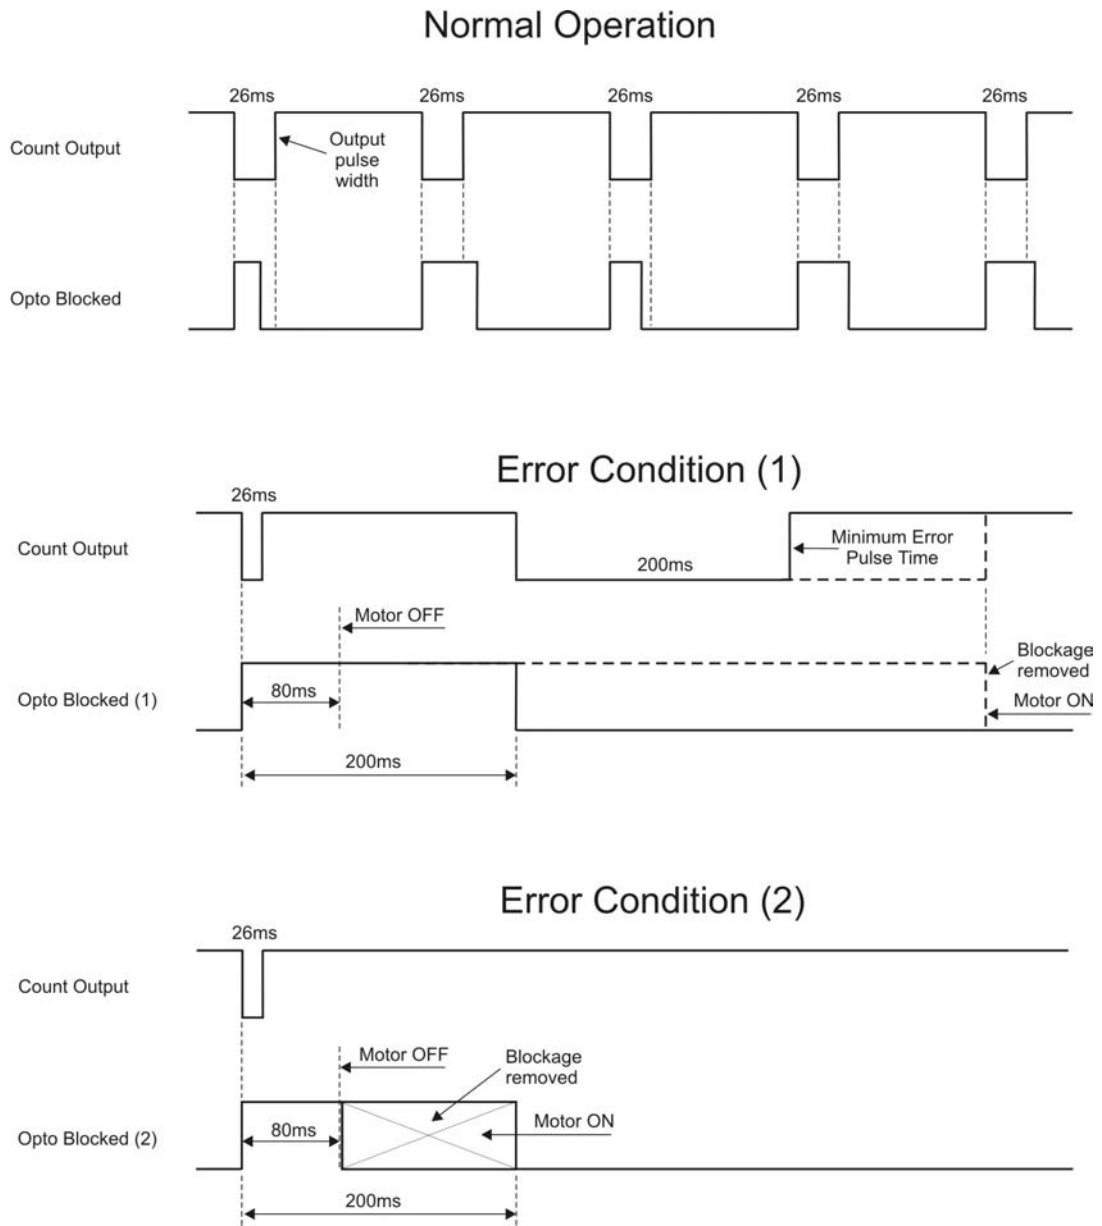 Normal Operation
26ms
26ms
26ms
26ms
26ms
Count Output
Output
pulse
width
Opto Blocked
Error Condition (1)
26ms
Count Output
200ms
Minimum Error
Pulse Time
Motor OFF
Opto Blocked (1)
80ms
Blockage
removed
Motor ON
200ms
Error Condition (2)
26ms
Count Output
Motor OFF
Blockage
removed
Opto Blocked (2)
80ms
Motor ON
200ms